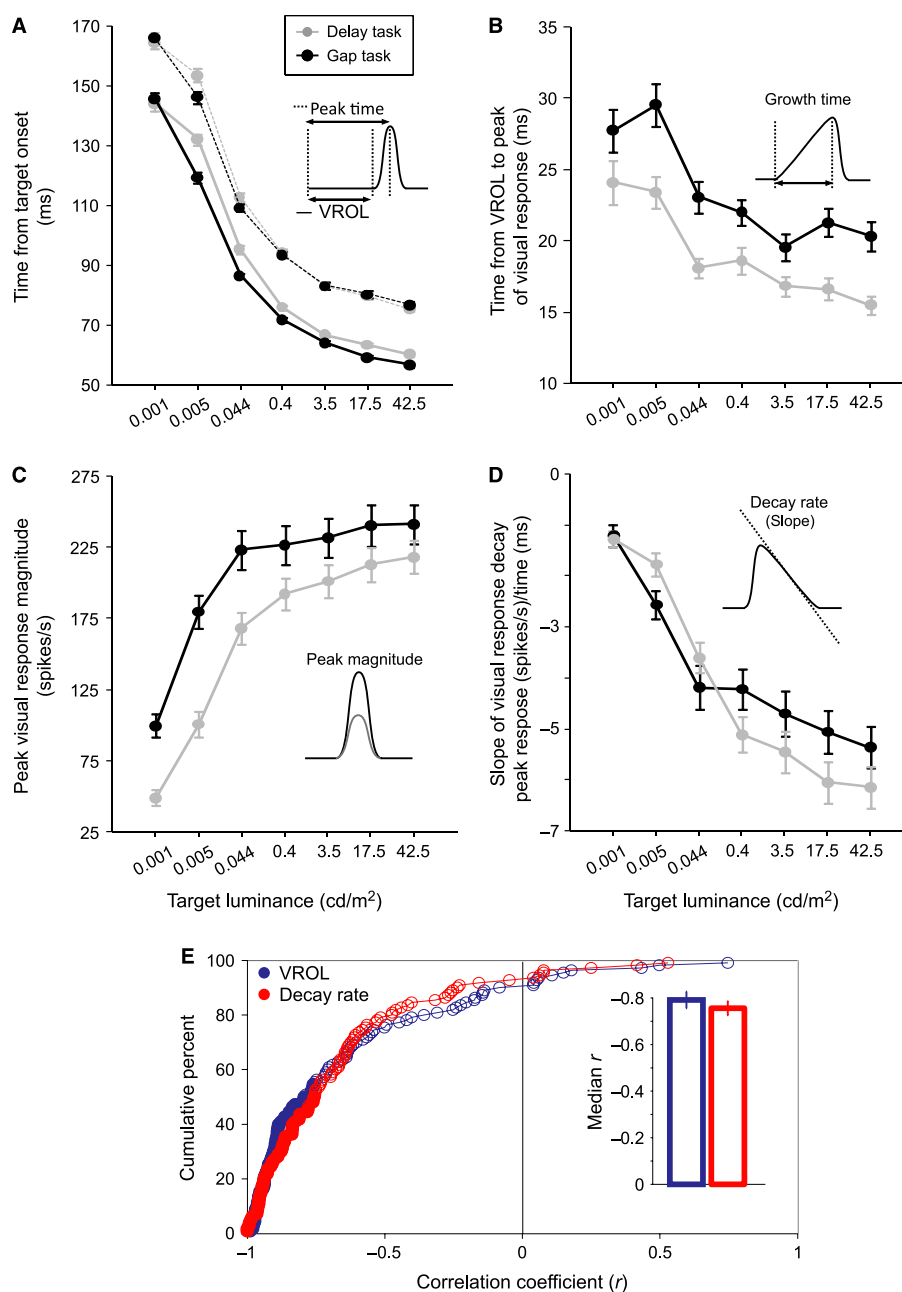 A
170
150
130
110
90
70
50
Time from target onset
(ms)
Delay task
Gap task
Peak time
VROL
0.001
0.005
0.044
0.4
3.5
17.5
42.5
B
35
30
25
20
15
10
Time from VROL to peak
of visual response
(ms)
Growth time
0.001
0.005
0.044
0.4
3.5
17.5
42.5
C
275
225
175
125
75
25
Peak visual response magnitude
(spikes/s)
Peak magnitude
0.001
0.005
0.044
0.4
3.5
17.5
42.5
Target luminance (cd/m²)
D
0
−3
−5
−7
Slope of visual response decay
peak respose (spikes/s)/time (ms)
Decay rate
(Slope)
0.001
0.005
0.044
0.4
3.5
17.5
42.5
Target luminance (cd/m²)
E
100
80
60
40
20
0
Cumulative percent
VROL
Decay rate
−0.8
−0.6
−0.4
−0.2
0
Median r
−1
−0.5
0
0.5
1
Correlation coefficient (r)